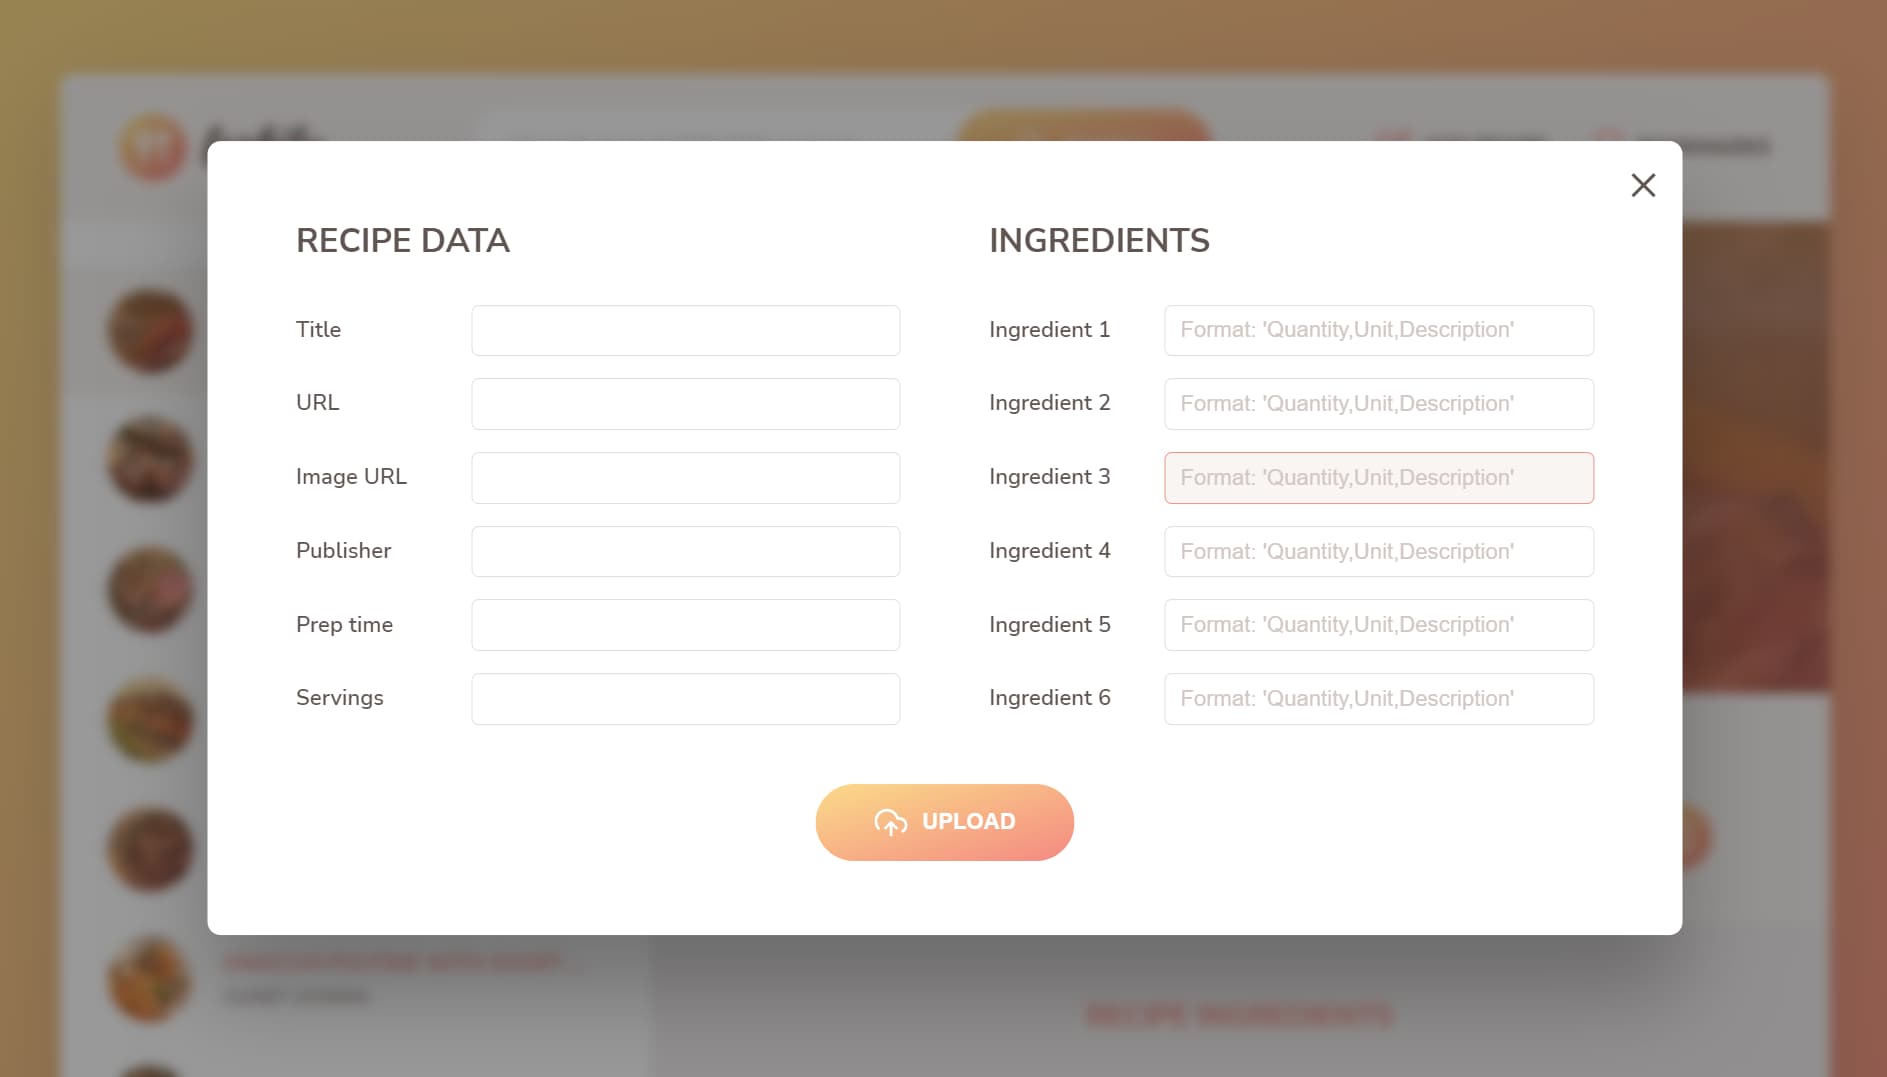 RECIPE DATA
Title
URL
Image URL
Publisher
Prep time
Servings
INGREDIENTS
Ingredient 1 Format: 'Quantity,Unit,Description'
Ingredient 2 Format: 'Quantity,Unit,Description'
Ingredient 3 Format: 'Quantity,Unit,Description'
Ingredient 4 Format: 'Quantity,Unit,Description'
Ingredient 5 Format: 'Quantity,Unit,Description'
Ingredient 6 Format: 'Quantity,Unit,Description'
UPLOAD
RECIPE INGREDIENTS